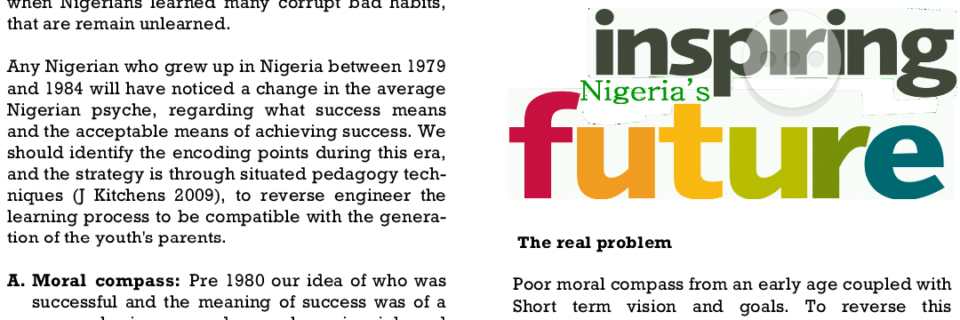 when Nigerians learned many corrupt bad habits,
that are remain unlearned.
Any Nigerian who grew up in Nigeria between 1979
and 1984 will have noticed a change in the average
Nigerian psyche, regarding what success means
and the acceptable means of achieving success. We
should identify the encoding points during this era,
and the strategy is through situated pedagogy tech-
niques (J Kitchens 2009), to reverse engineer the
learning process to be compatible with the genera-
tion of the youth's parents.
A. Moral compass: Pre 1980 our idea of who was
successful and the meaning of success was of a
inspiring
Nigeria's
future
The real problem
Poor moral compass from an early age coupled with
Short term vision and goals. To reverse this